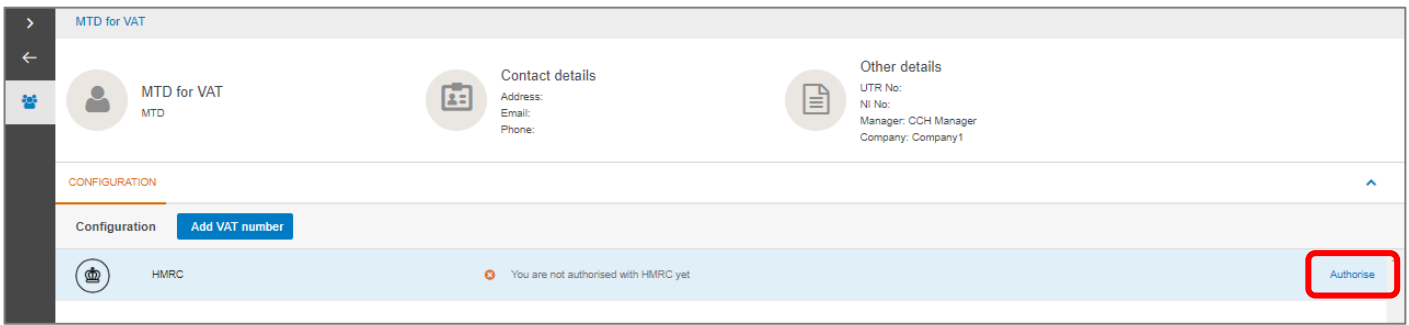 MTD for VAT
MTD for VAT
MTD
Contact details
Address:
Email:
Phone:
Other details
UTR No:
NI No:
Manager: CCH Manager
Company: Company1
CONFIGURATION
Configuration Add VAT number
HMRC You are not authorised with HMRC yet Authorise